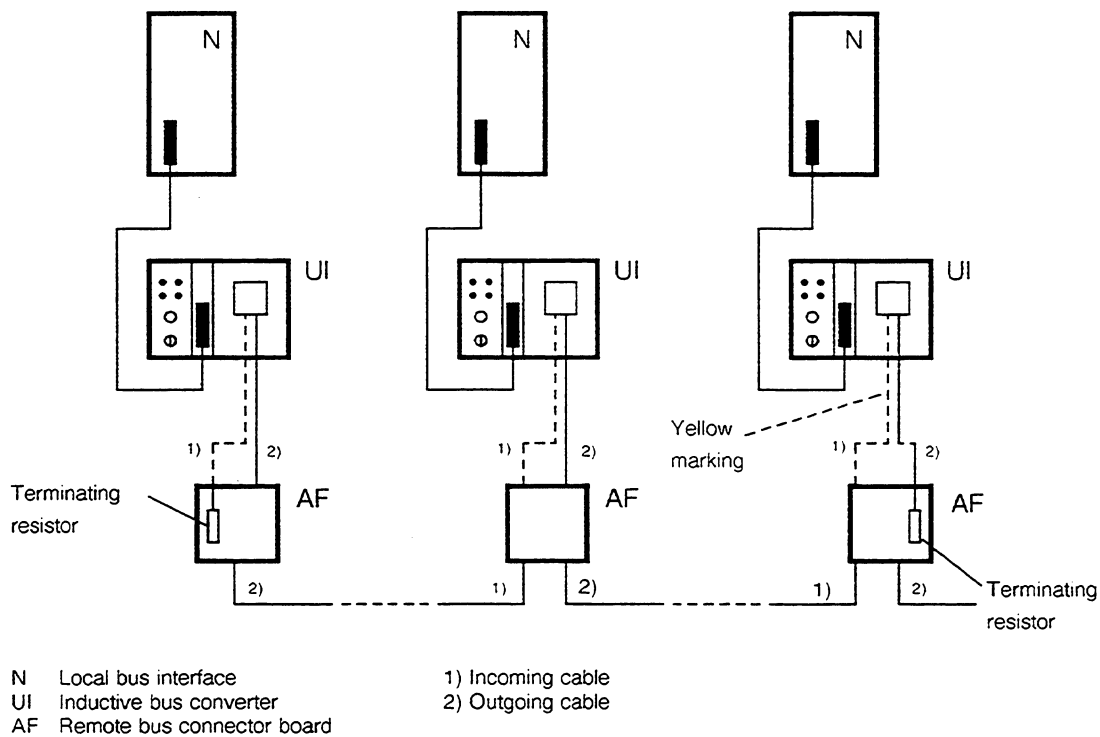 N
N
N
UI
UI
UI
Yellow
marking
1)
2)
1)
2)
1)
2)
Terminating
resistor
AF
AF
AF
2)
1)
2)
1)
2)
Terminating
resistor
N Local bus interface
UI Inductive bus converter
AF Remote bus connector board
1) Incoming cable
2) Outgoing cable